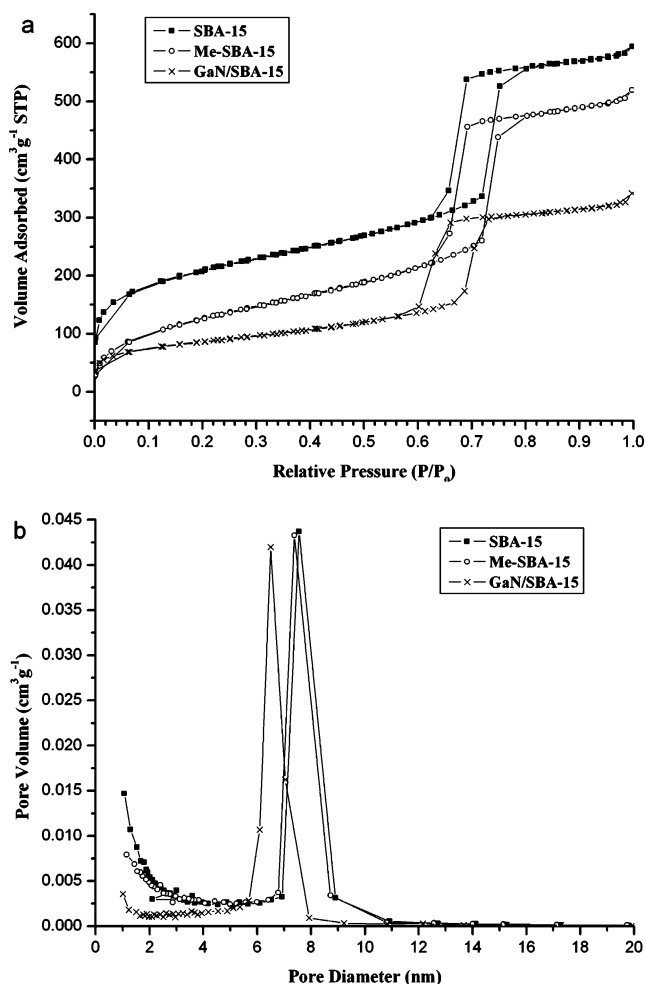 a
SBA-15
Me-SBA-15
GaN/SBA-15
Volume Adsorbed (cm³g⁻¹ STP)
600
500
400
300
200
100
0
0.0 0.1 0.2 0.3 0.4 0.5 0.6 0.7 0.8 0.9 1.0
Relative Pressure (P/P₀)
b
SBA-15
Me-SBA-15
GaN/SBA-15
Pore Volume (cm³g⁻¹)
0.045
0.040
0.035
0.030
0.025
0.020
0.015
0.010
0.005
0.000
0 2 4 6 8 10 12 14 16 18 20
Pore Diameter (nm)